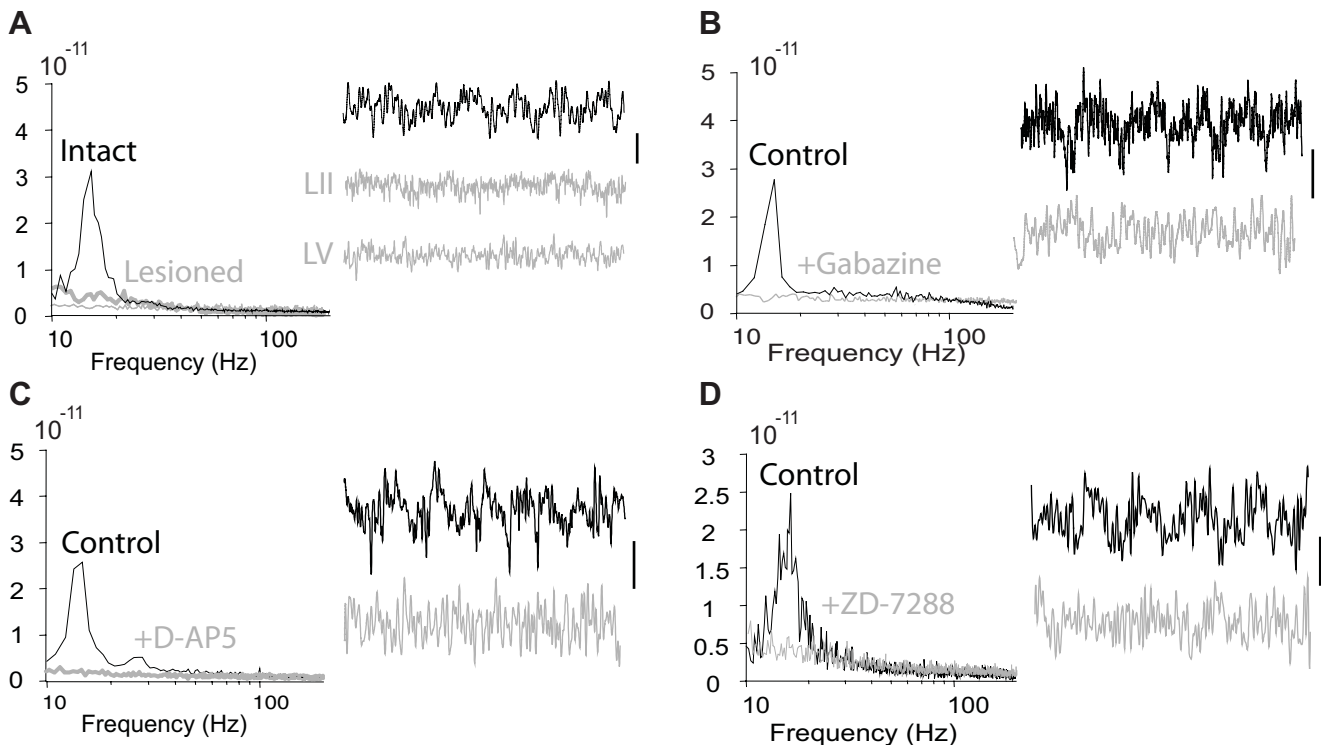 A
10-11
5
4
3
2
1
0
Intact
Lesioned
LII
LV
10
100
Frequency (Hz)
B
10-11
5
4
3
2
1
0
Control
+Gabazine
10
100
Frequency (Hz)
C
10-11
5
4
3
2
1
0
Control
+D-AP5
10
100
Frequency (Hz)
D
10-11
3
2.5
2
1.5
1
0.5
0
Control
+ZD-7288
10
100
Frequency (Hz)